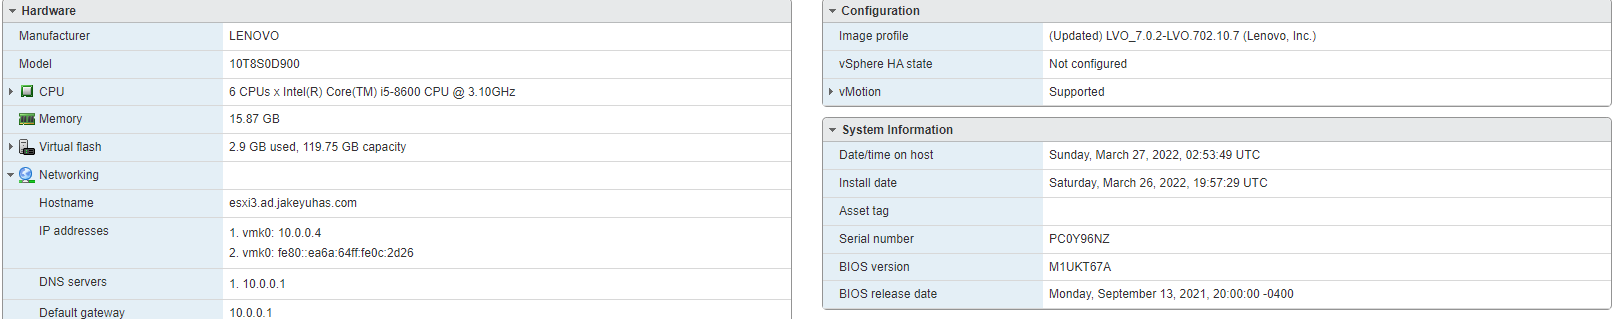 Hardware
Manufacturer LENOVO
Model 10T8S0D900
CPU 6 CPUs x Intel(R) Core(TM) i5-8600 CPU @ 3.10GHz
Memory 15.87 GB
Virtual flash 2.9 GB used, 119.75 GB capacity
Networking
Hostname esxi3.ad.jakeyuhas.com
IP addresses 1. vmk0: 10.0.0.4
2. vmk0: fe80::ea6a:64ff:fe0c:2d26
DNS servers 1. 10.0.0.1
Default gateway 10.0.0.1
Configuration
Image profile (Updated) LVO_7.0.2-LVO.702.10.7 (Lenovo, Inc.)
vSphere HA state Not configured
vMotion Supported
System Information
Date/time on host Sunday, March 27, 2022, 02:53:49 UTC
Install date Saturday, March 26, 2022, 19:57:29 UTC
Asset tag
Serial number PC0Y96NZ
BIOS version M1UKT67A
BIOS release date Monday, September 13, 2021, 20:00:00 -0400